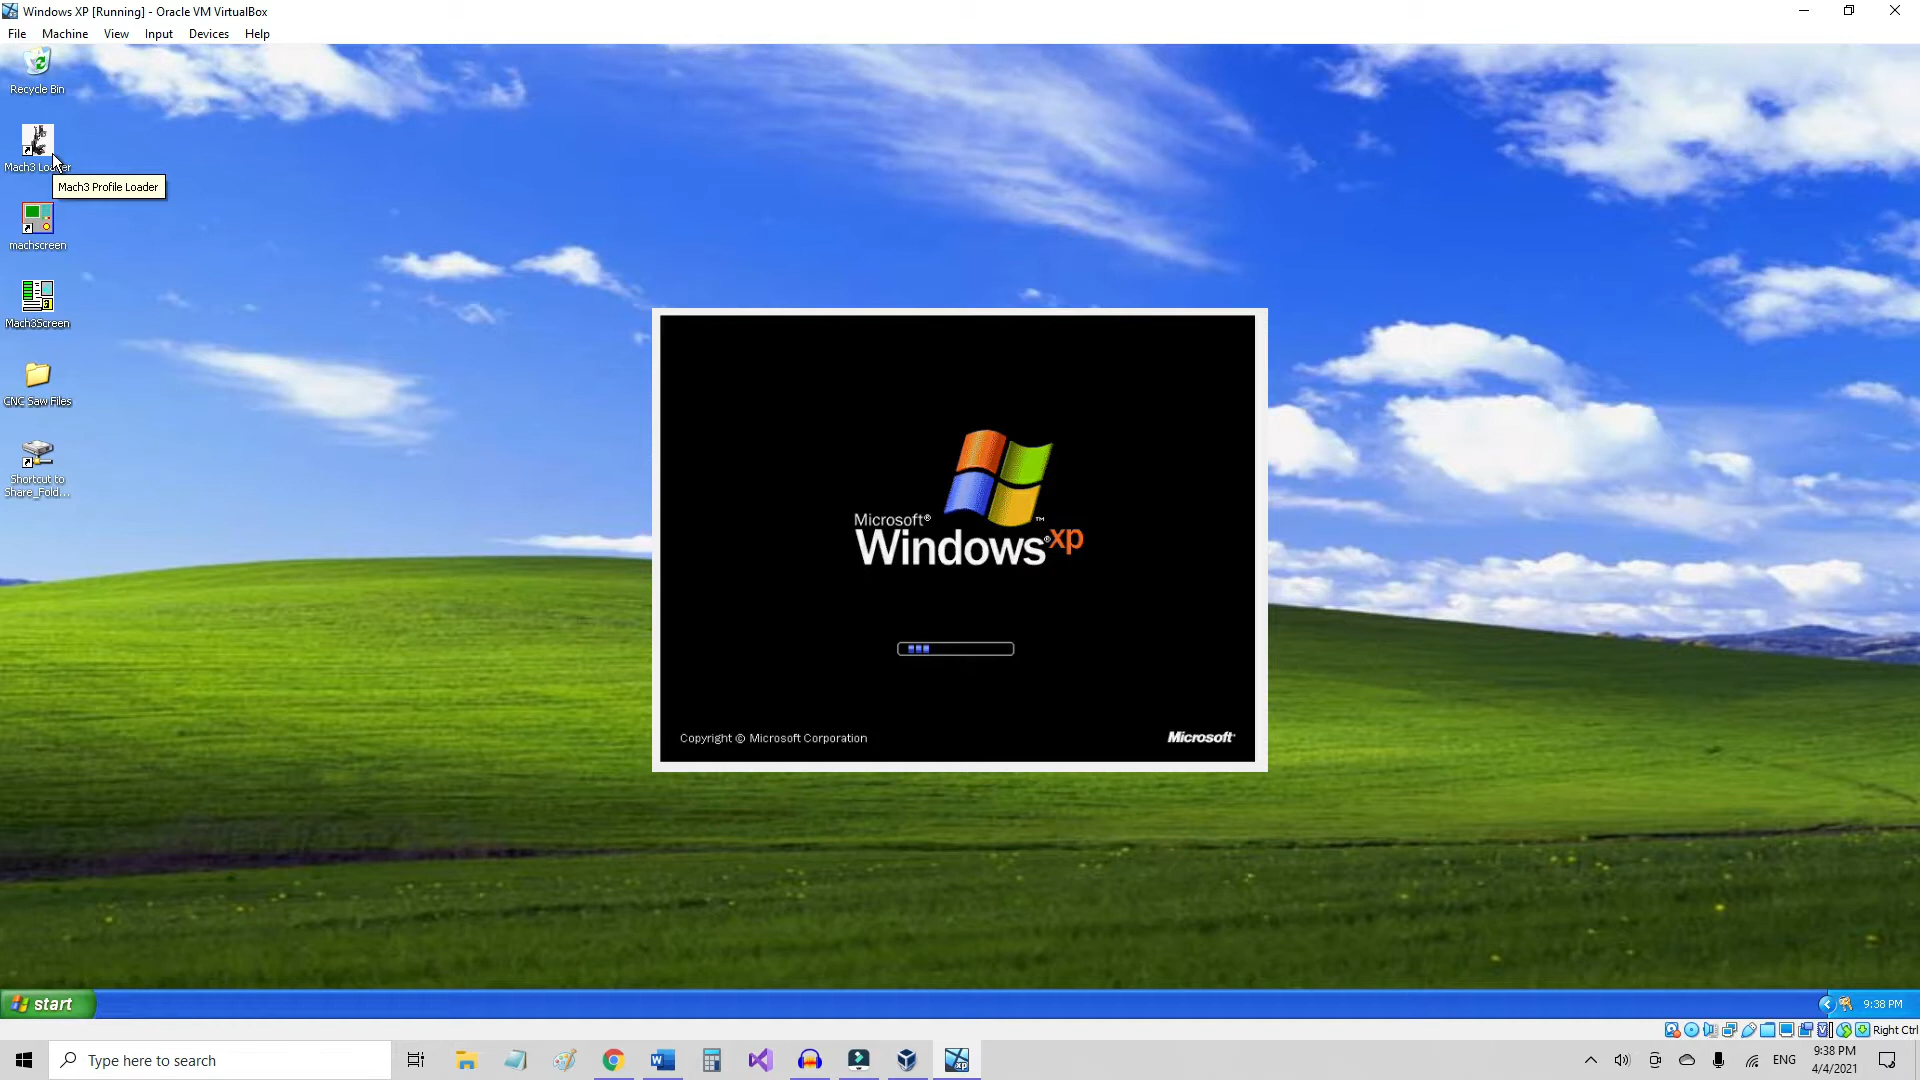 Windows XP [Running] - Oracle VM VirtualBox
File Machine View Input Devices Help
Recycle Bin
Mach3 Loader
Mach3 Profile Loader
machscreen
Mach3Screen
CNC Saw Files
Shortcut to
Share_Fold...
Microsoft®
Windows® xp ™
Copyright © Microsoft Corporation
Microsoft®
start
9:38 PM
Right Ctrl
Type here to search
ENG
9:38 PM
4/4/2021